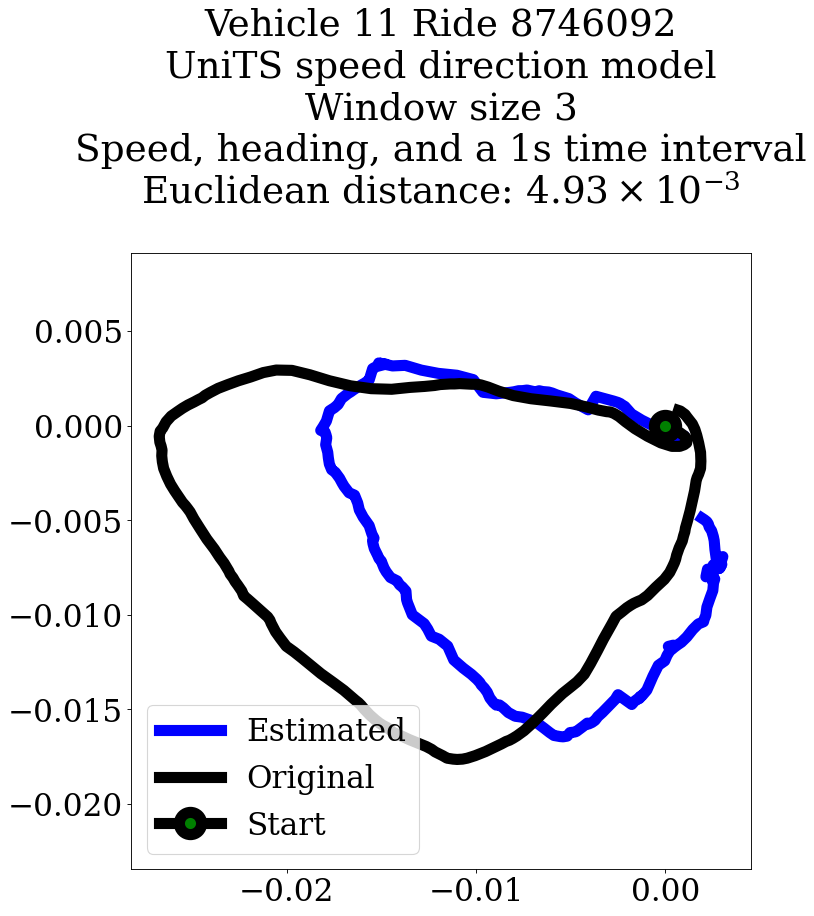 Vehicle 11 Ride 8746092
UniTS speed direction model
Window size 3
Speed, heading, and a 1s time interval
Euclidean distance: 4.93 × 10⁻³
0.005
0.000
−0.005
−0.010
−0.015
−0.020
Estimated
Original
Start
−0.02
−0.01
0.00